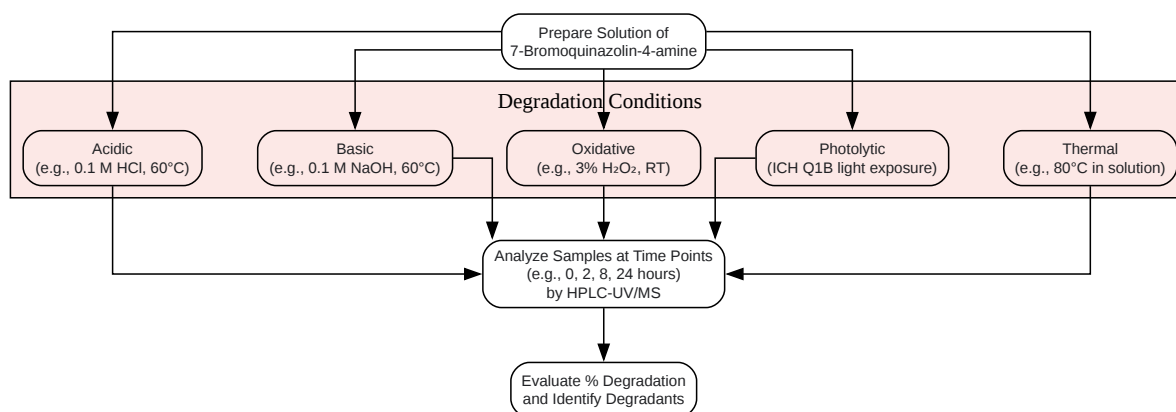 Prepare Solution of
7-Bromoquinazolin-4-amine
Degradation Conditions
Acidic
(e.g., 0.1 M HCl, 60°C)
Basic
(e.g., 0.1 M NaOH, 60°C)
Oxidative
(e.g., 3% H₂O₂, RT)
Photolytic
(ICH Q1B light exposure)
Thermal
(e.g., 80°C in solution)
Analyze Samples at Time Points
(e.g., 0, 2, 8, 24 hours)
by HPLC-UV/MS
Evaluate % Degradation
and Identify Degradants